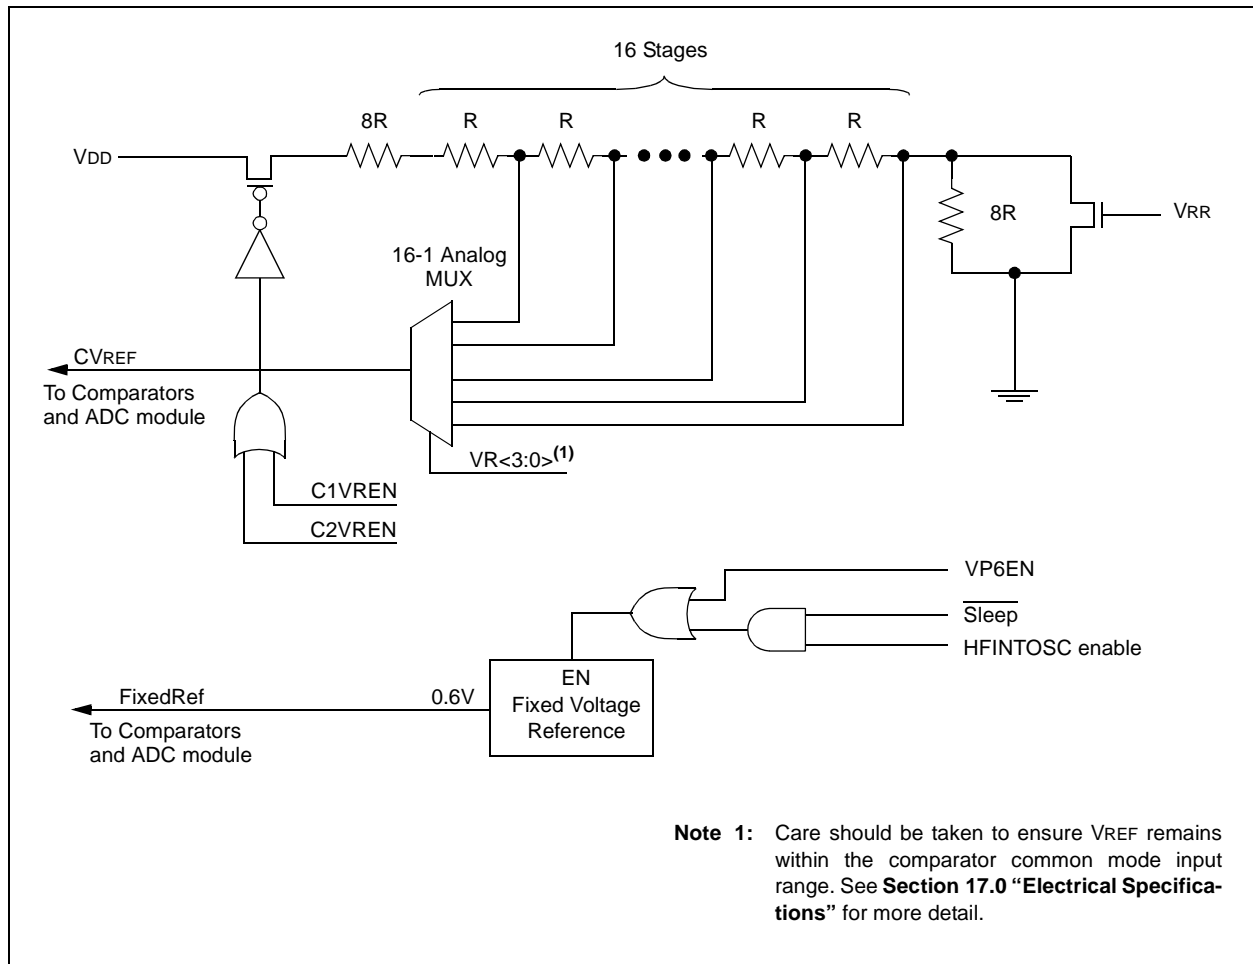 16 Stages
8R R R R R
VDD
8R
VRR
16-1 Analog
MUX
CVREF
To Comparators
and ADC module
VR<3:0>(1)
C1VREN
C2VREN
VP6EN
Sleep
HFINTOSC enable
EN
FixedRef 0.6V Fixed Voltage
Reference
To Comparators
and ADC module
Note 1: Care should be taken to ensure VREF remains
within the comparator common mode input
range. See Section 17.0 “Electrical Specifica-
tions” for more detail.